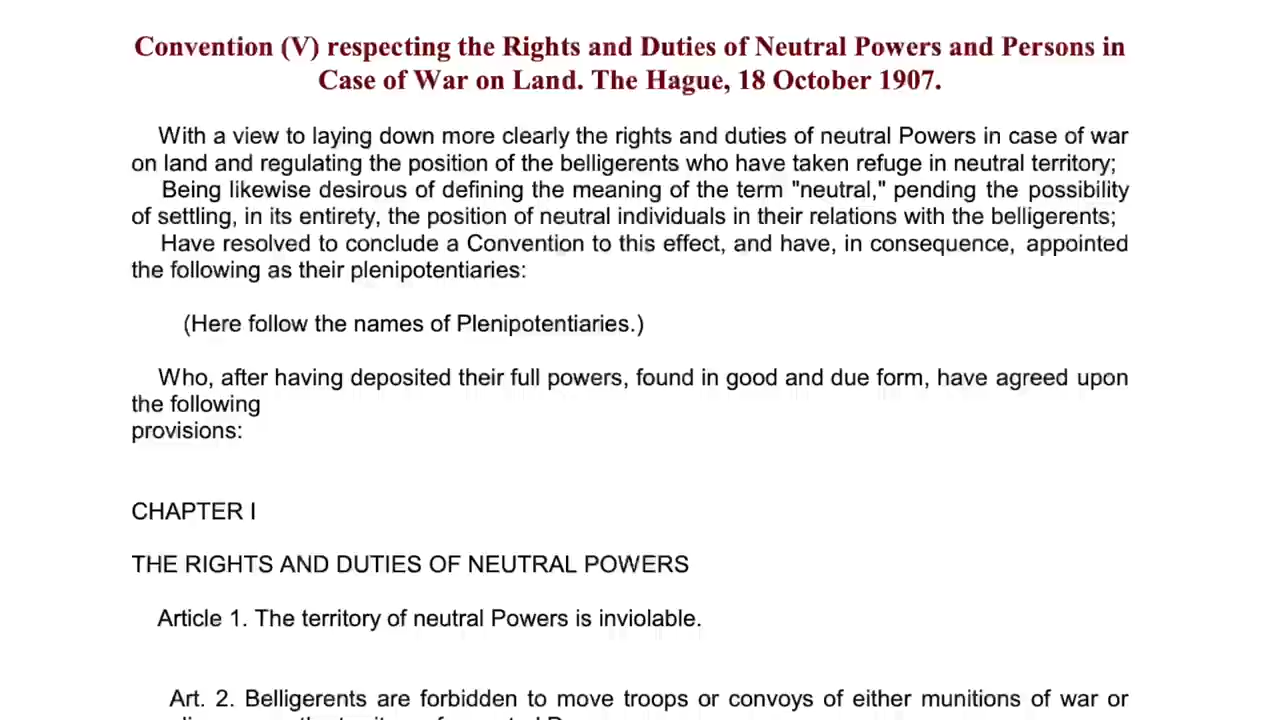 Convention (V) respecting the Rights and Duties of Neutral Powers and Persons in
Case of War on Land. The Hague, 18 October 1907.
With a view to laying down more clearly the rights and duties of neutral Powers in case of war
on land and regulating the position of the belligerents who have taken refuge in neutral territory;
Being likewise desirous of defining the meaning of the term "neutral," pending the possibility
of settling, in its entirety, the position of neutral individuals in their relations with the belligerents;
Have resolved to conclude a Convention to this effect, and have, in consequence, appointed
the following as their plenipotentiaries:
(Here follow the names of Plenipotentiaries.)
Who, after having deposited their full powers, found in good and due form, have agreed upon
the following
provisions:
CHAPTER I
THE RIGHTS AND DUTIES OF NEUTRAL POWERS
Article 1. The territory of neutral Powers is inviolable.
Art. 2. Belligerents are forbidden to move troops or convoys of either munitions of war or